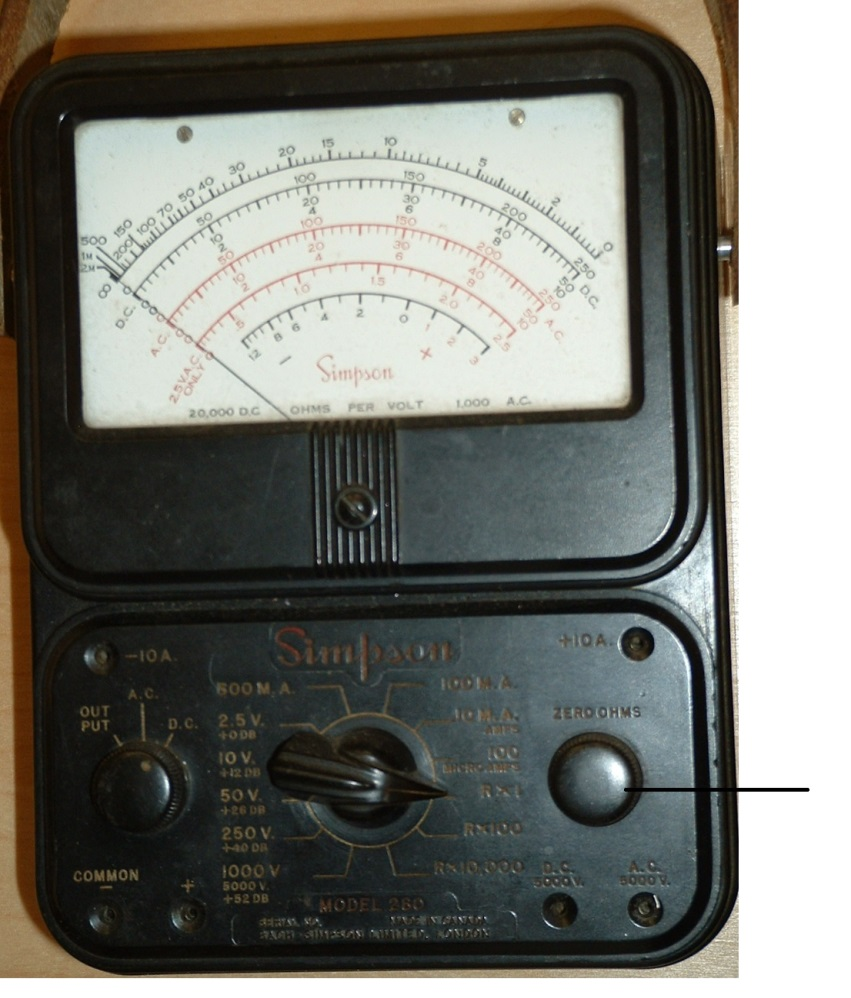 20 15 10 5 2 0
500 200 150 100 70 50 40 30
1M
2M
∞
0 50 100 150 200 250
10 20 30 40 50
0 2 4 6 8 10
D.C. D.C.
0 50 100 150 200 250
0 10 20 30 40 50
0 2 4 6 8 10
A.C. A.C.
0 .5 1.0 1.5 2.0 2.5
2.5 V.A.C.
ONLY
12 8 6 4 2 0 1 2 3
− +
Simpson
20,000 D.C. OHMS PER VOLT 1,000 A.C.
−10A.
Simpson
+10A.
OUT
PUT
A.C.
D.C.
500 M.A.
2.5 V.
+0 DB
10 V.
+12 DB
50 V.
+26 DB
250 V.
+40 DB
1000 V
5000 V.
+52 DB
100 M.A.
10 M.A.
AMPS
100
MICROAMPS
R×1
R×100
R×10,000
ZERO OHMS
COMMON
−
+
D.C.
5000 V.
A.C.
5000 V.
MODEL 260
SERIAL NO.
BACH-SIMPSON LIMITED, LONDON